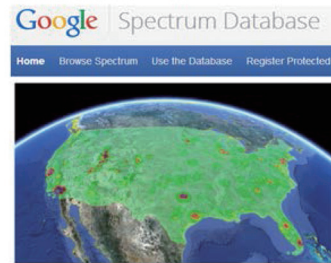 Google Spectrum Database
Home Browse Spectrum Use the Database Register Protected